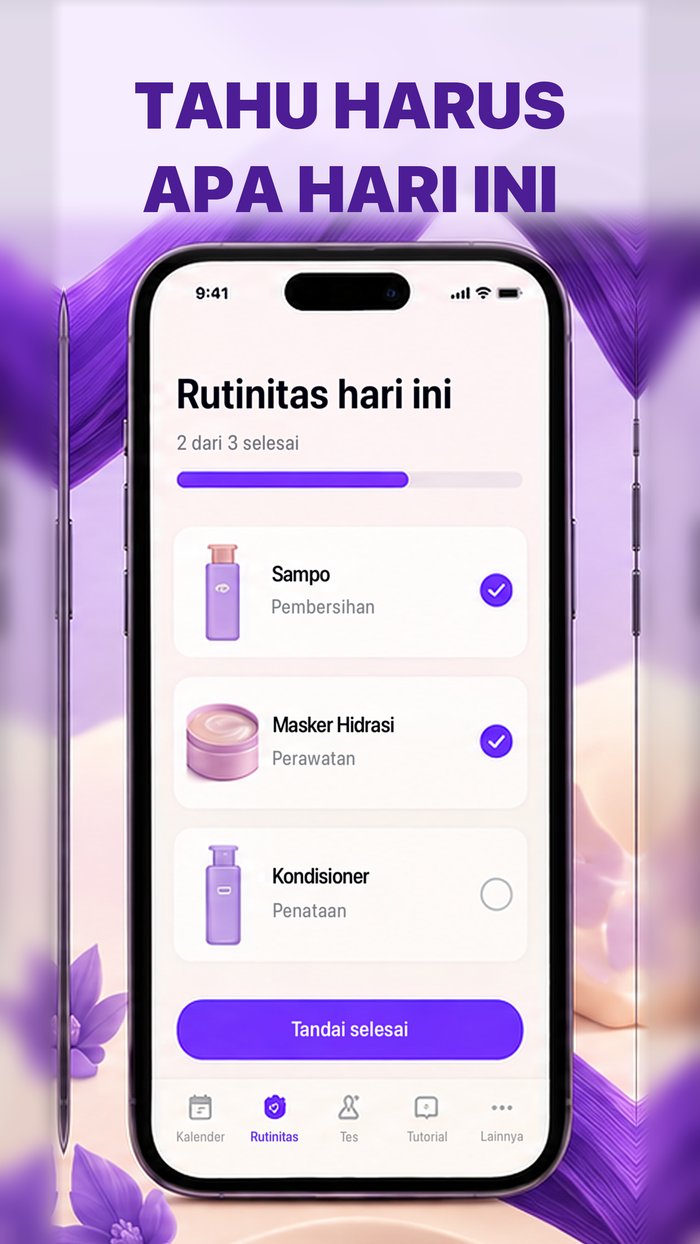 TAHU HARUS
APA HARI INI
9:41
Rutinitas hari ini
2 dari 3 selesai
Sampo
Pembersihan
Masker Hidrasi
Perawatan
Kondisioner
Penataan
Tandai selesai
Kalender
Rutinitas
Tes
Tutorial
Lainnya